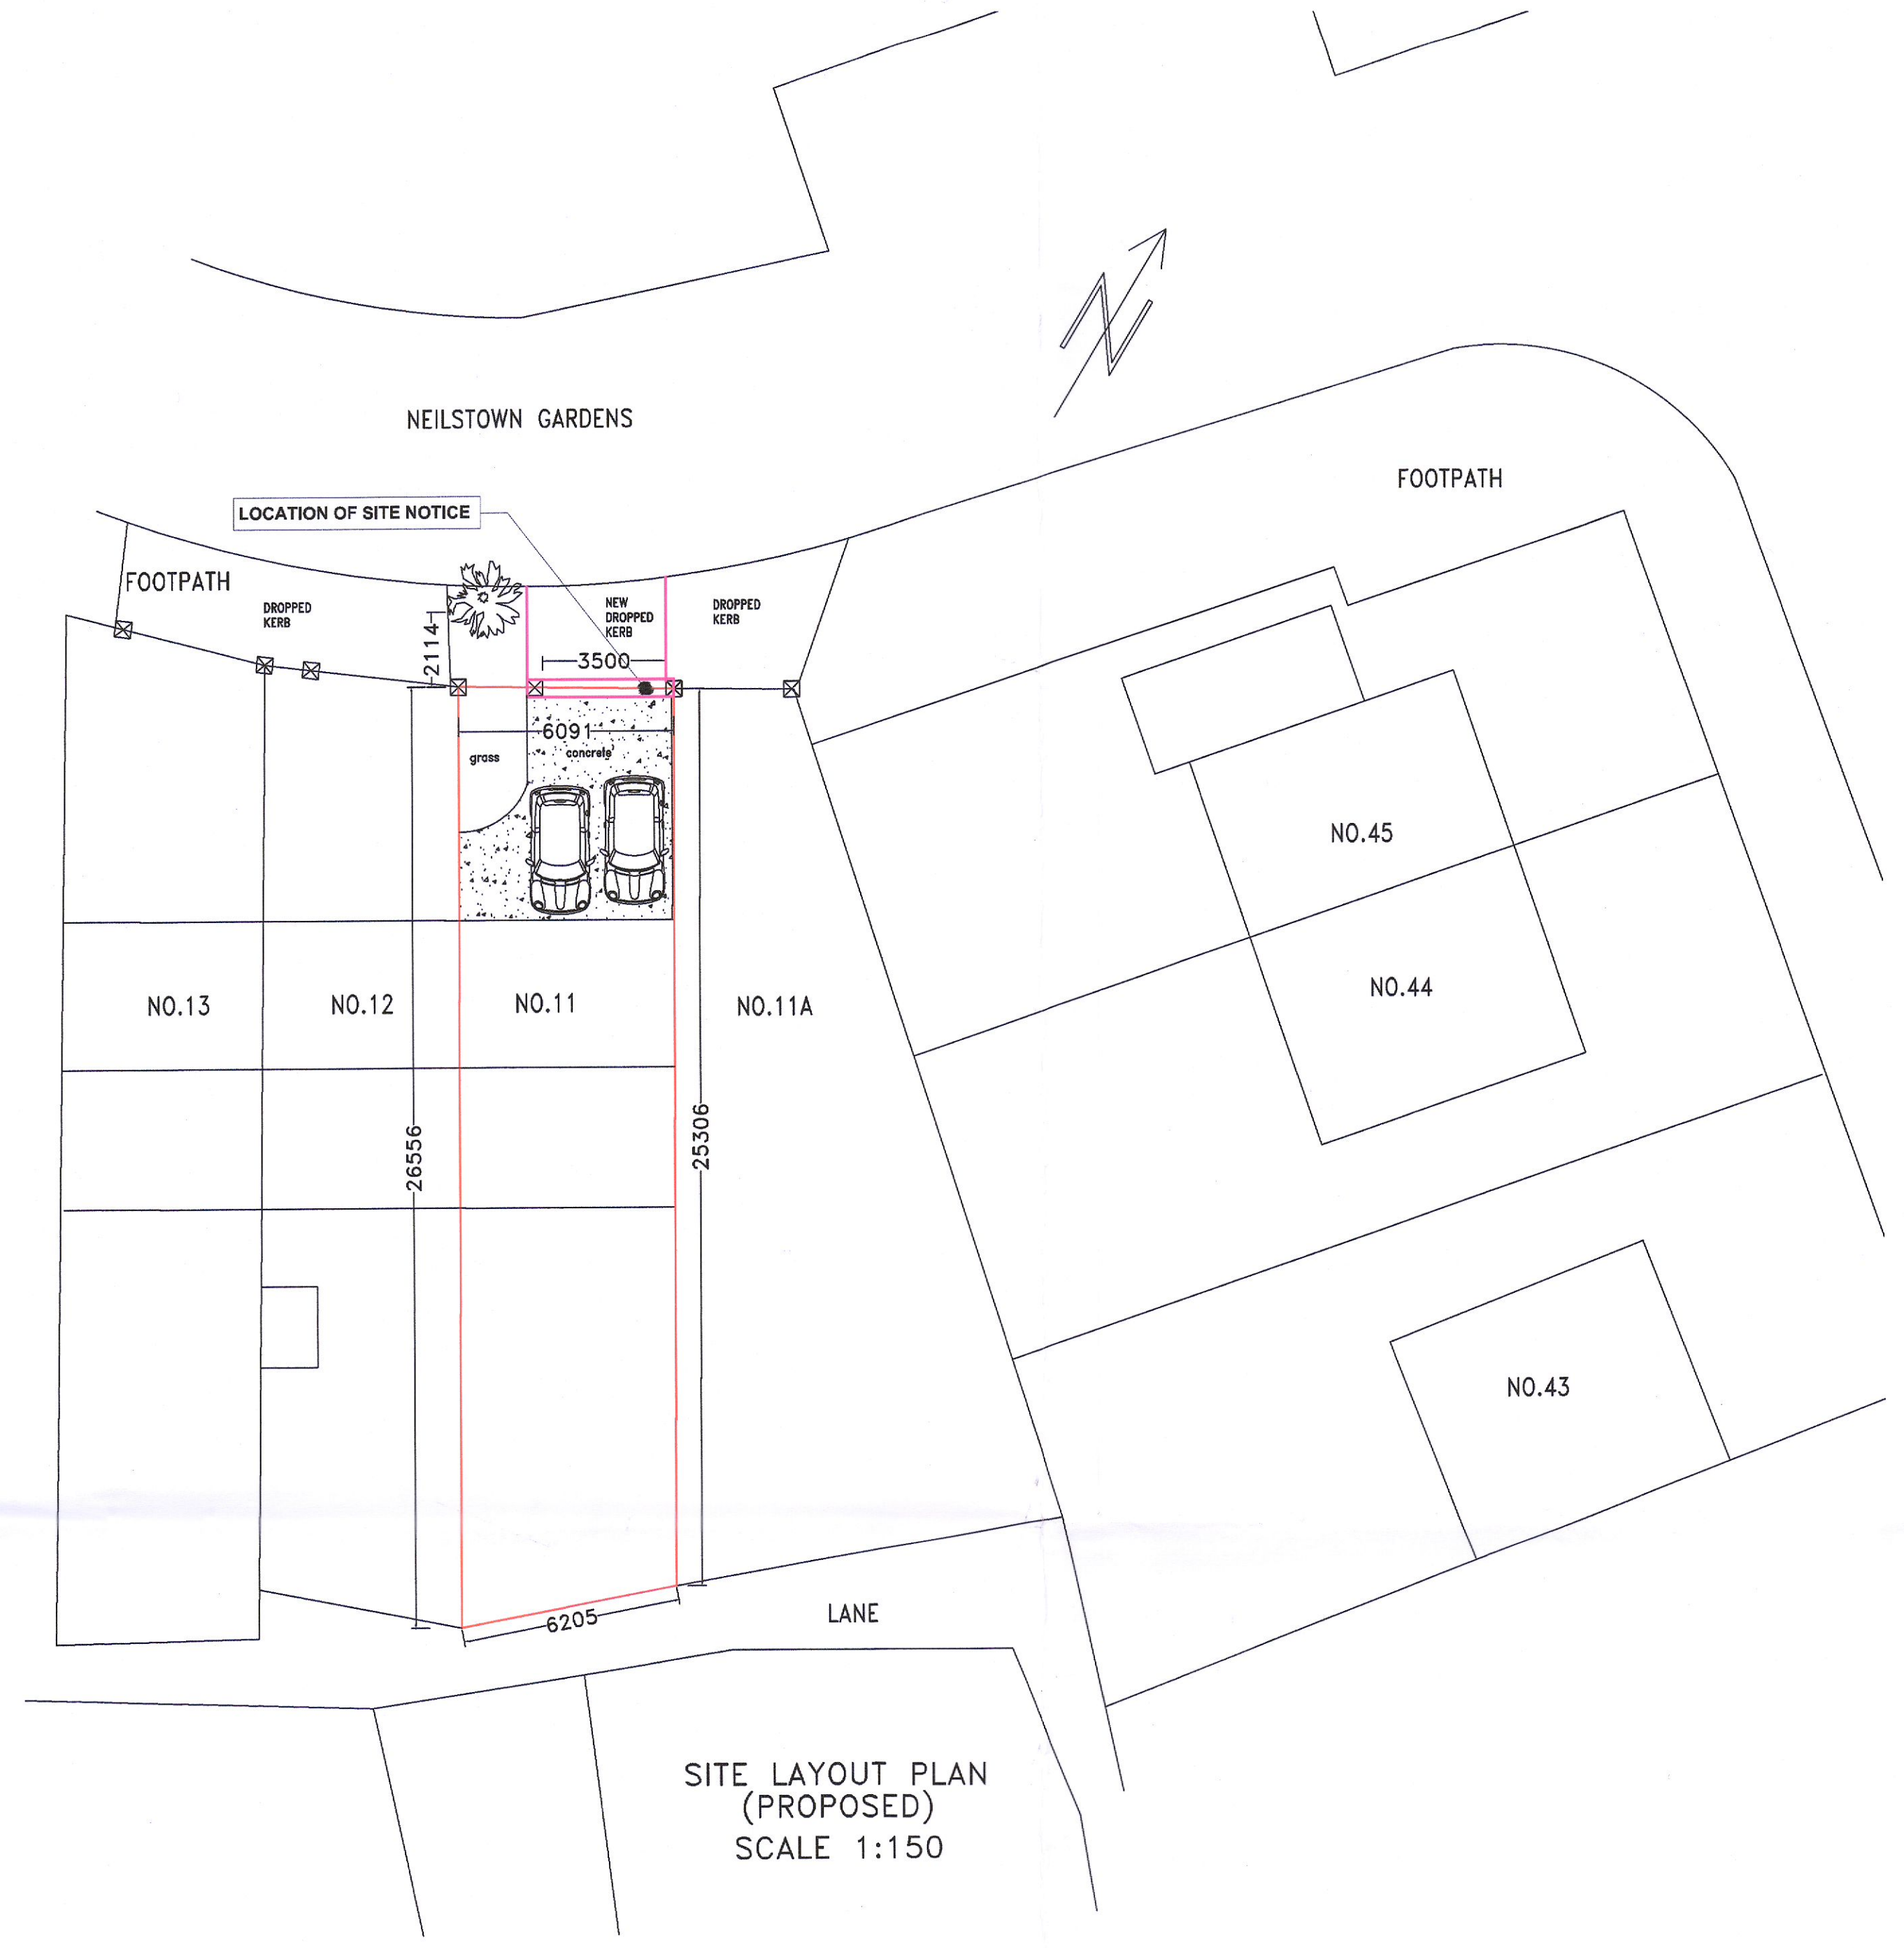 NEILSTOWN GARDENS
FOOTPATH
LOCATION OF SITE NOTICE
FOOTPATH
DROPPED
KERB
NEW
DROPPED
KERB
DROPPED
KERB
2114
3500
6091
grass
concrete
NO.45
NO.44
NO.13
NO.12
NO.11
NO.11A
26556
25306
NO.43
6205
LANE
SITE LAYOUT PLAN
(PROPOSED)
SCALE 1:150
N